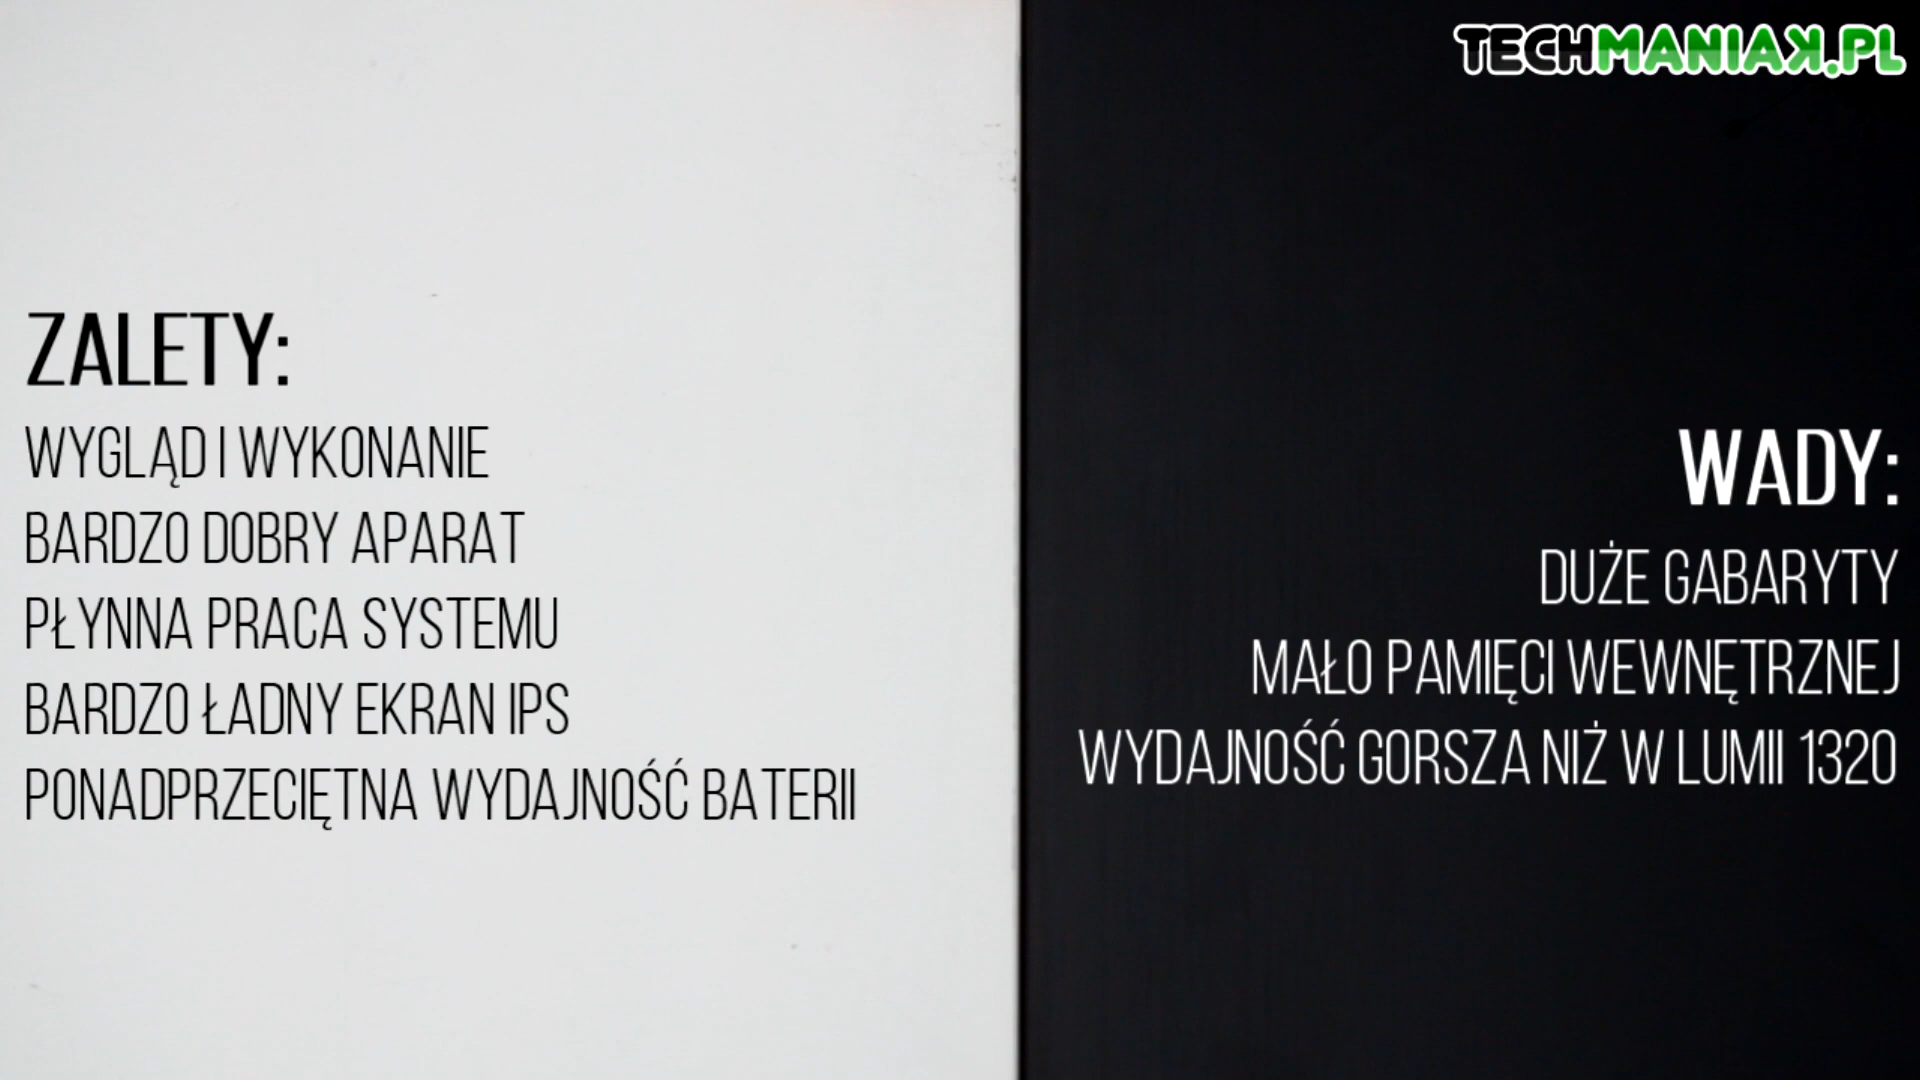 TECHMANIAK.PL
ZALETY:
WYGLĄD I WYKONANIE
BARDZO DOBRY APARAT
PŁYNNA PRACA SYSTEMU
BARDZO ŁADNY EKRAN IPS
PONADPRZECIĘTNA WYDAJNOŚĆ BATERII
WADY:
DUŻE GABARYTY
MAŁO PAMIĘCI WEWNĘTRZNEJ
WYDAJNOŚĆ GORSZA NIŻ W LUMII 1320